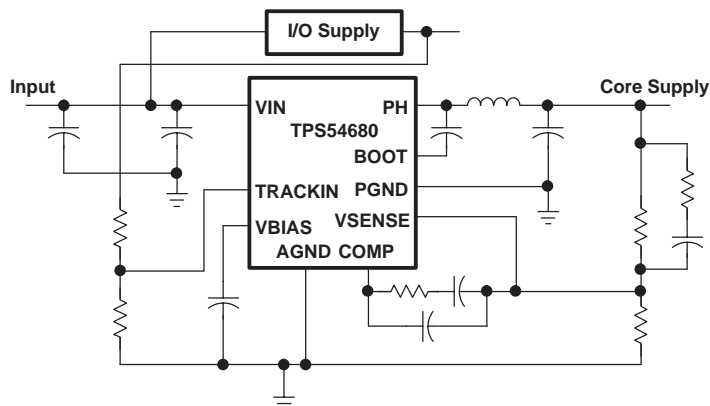 I/O Supply
Input
Core Supply
VIN PH
TPS54680
BOOT
TRACKIN PGND
VBIAS VSENSE
AGND COMP